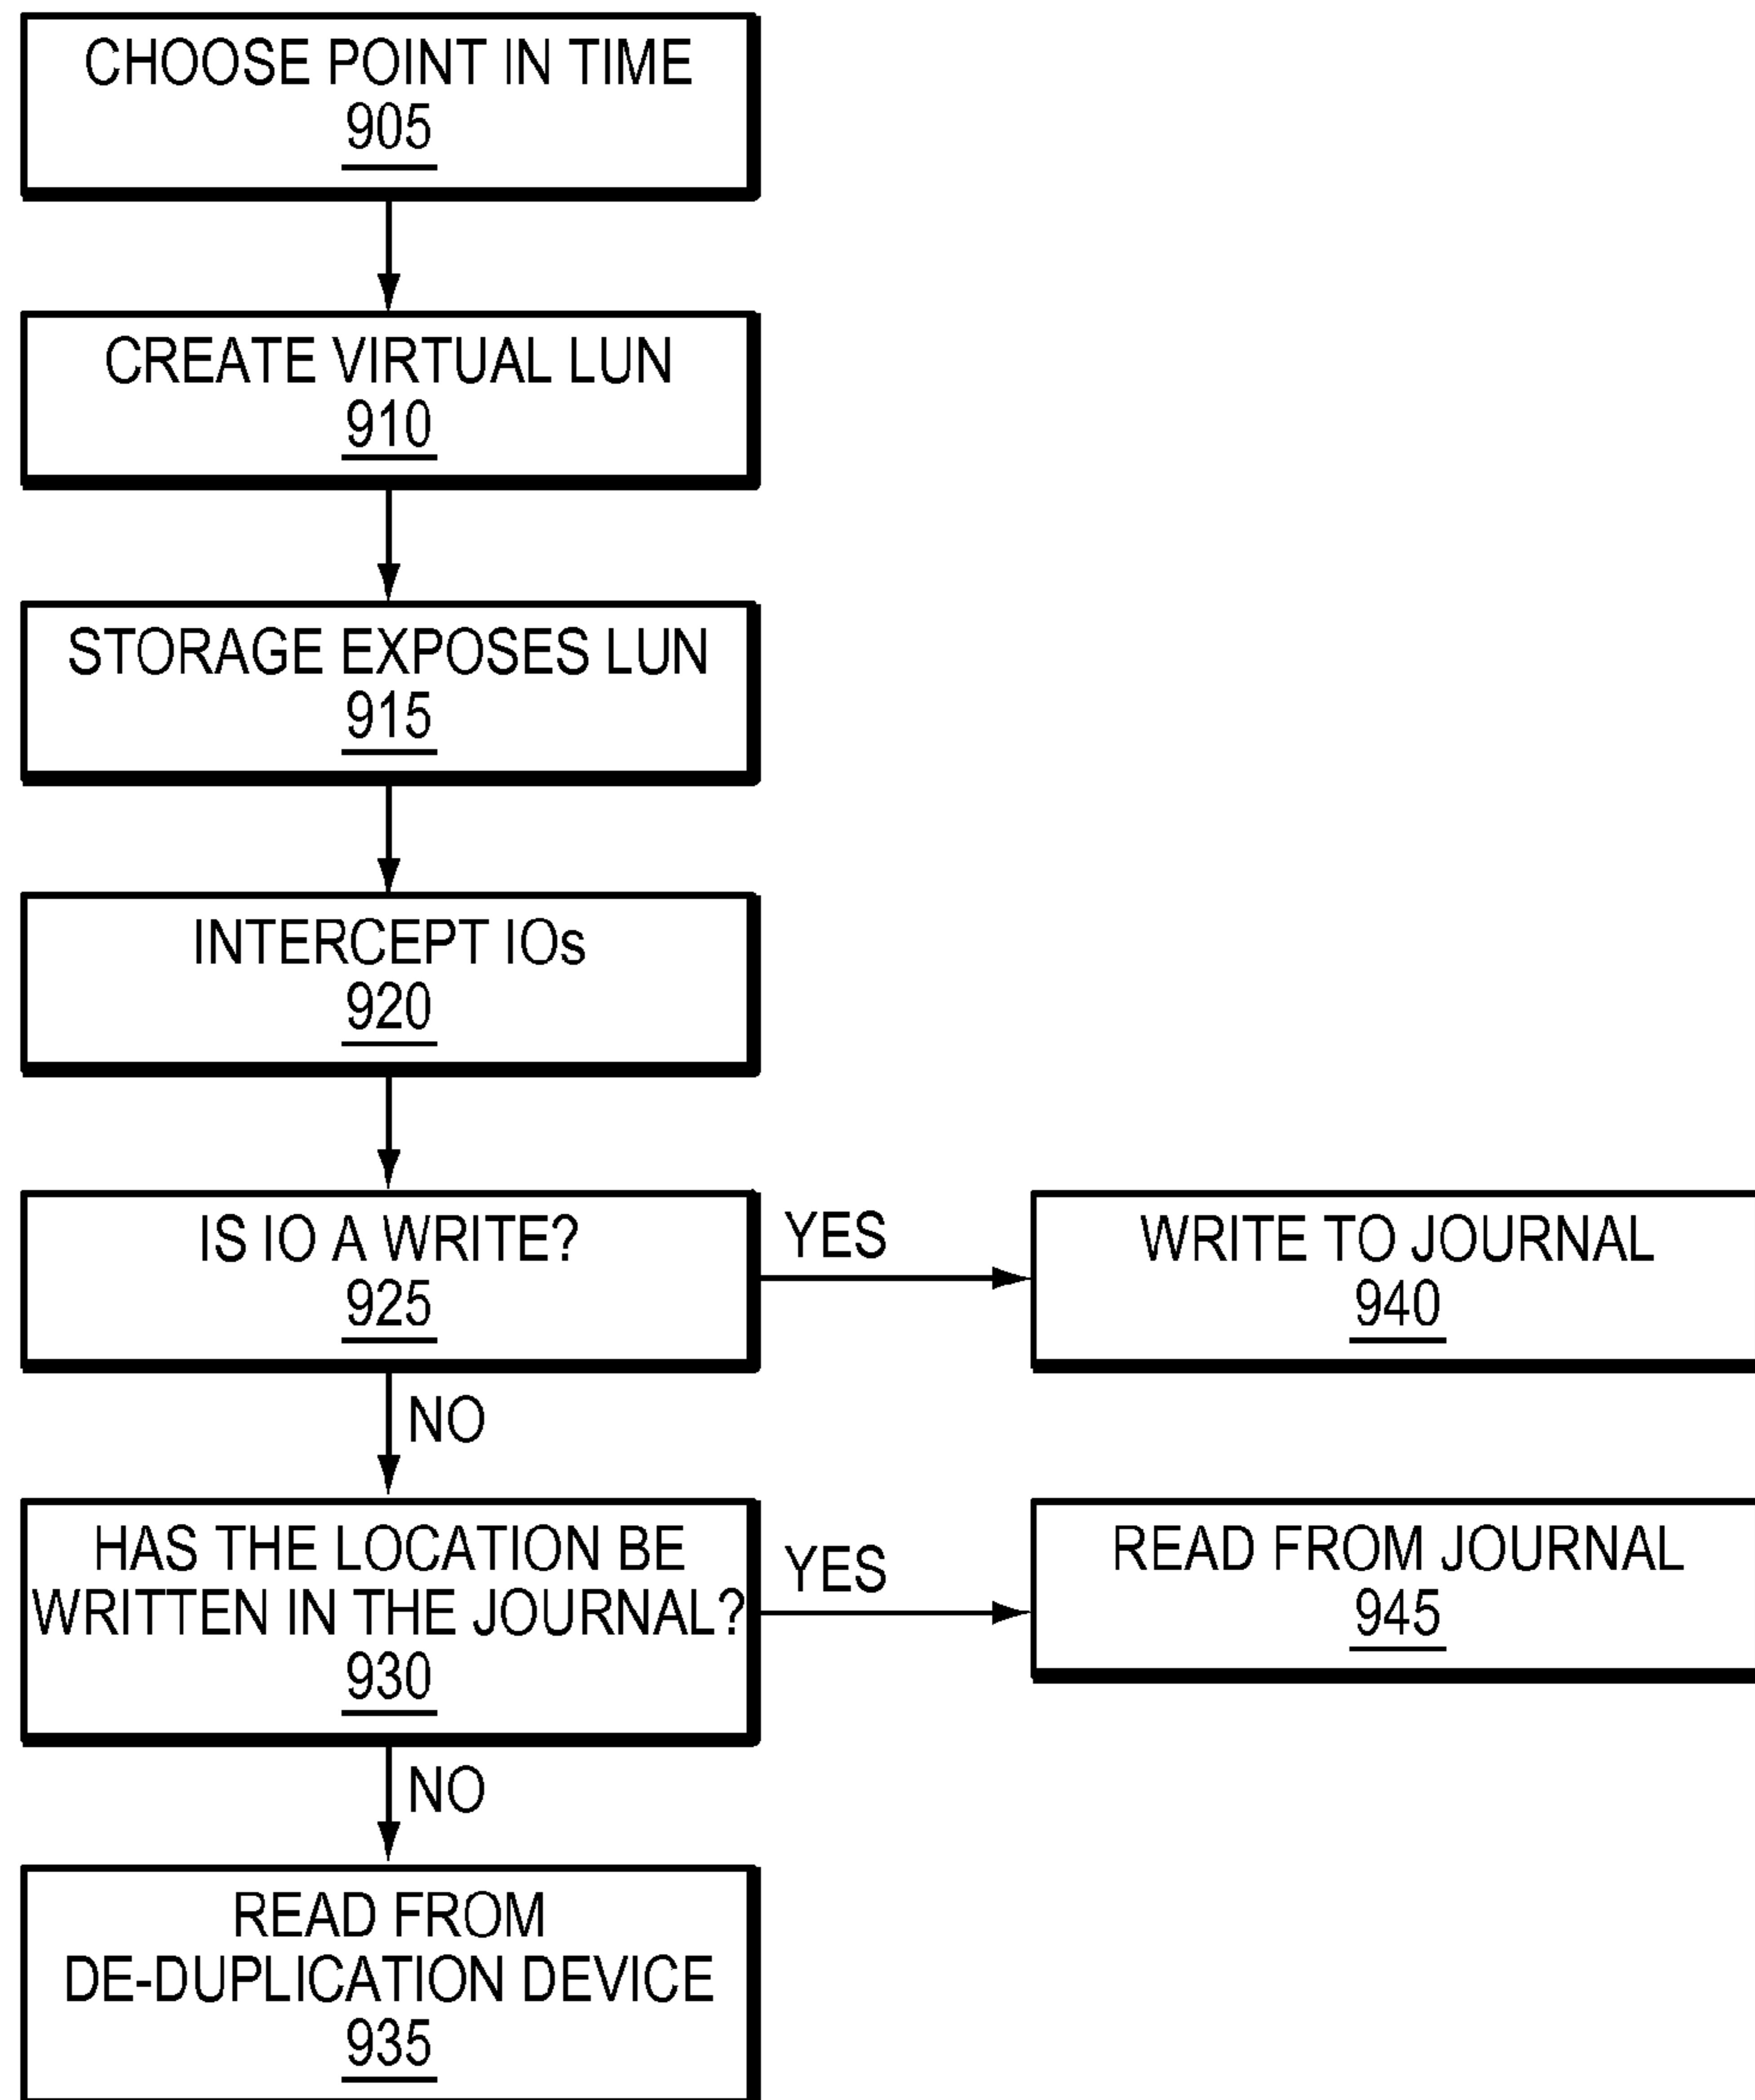 CHOOSE POINT IN TIME
905
CREATE VIRTUAL LUN
910
STORAGE EXPOSES LUN
915
INTERCEPT IOs
920
IS IO A WRITE?
925
YES
WRITE TO JOURNAL
940
NO
HAS THE LOCATION BE
WRITTEN IN THE JOURNAL?
930
YES
READ FROM JOURNAL
945
NO
READ FROM
DE-DUPLICATION DEVICE
935